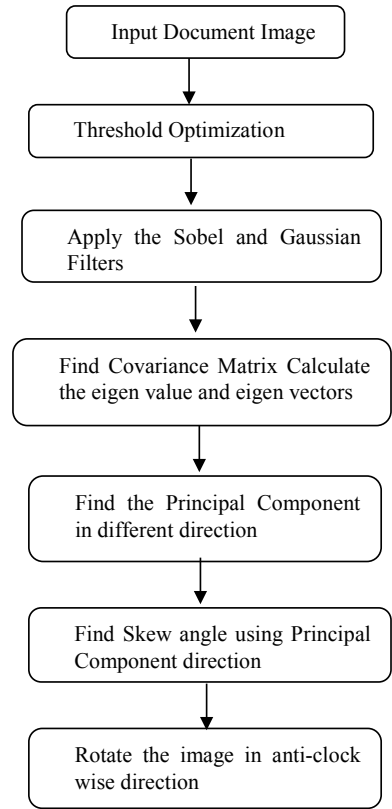 Input Document Image
Threshold Optimization
Apply the Sobel and Gaussian
Filters
Find Covariance Matrix Calculate
the eigen value and eigen vectors
Find the Principal Component
in different direction
Find Skew angle using Principal
Component direction
Rotate the image in anti-clock
wise direction